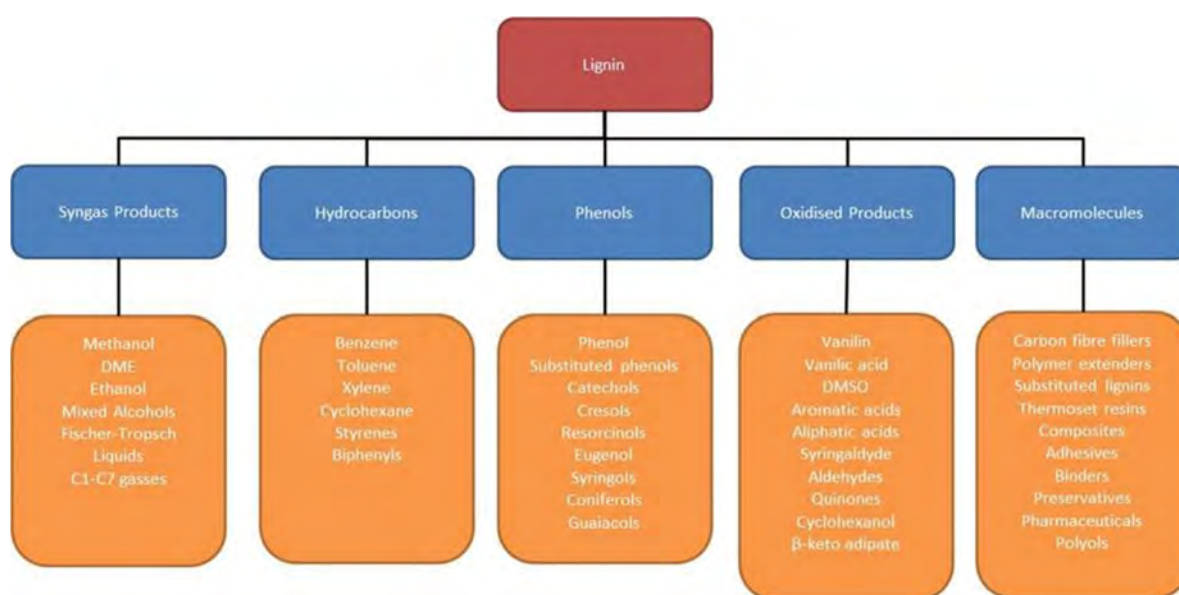 Lignin
Syngas Products
Hydrocarbons
Phenols
Oxidised Products
Macromolecules
Methanol
DME
Ethanol
Mixed Alcohols
Fischer-Tropsch
Liquids
C1-C7 gasses
Benzene
Toluene
Xylene
Cyclohexane
Styrenes
Biphenyls
Phenol
Substituted phenols
Catechols
Cresols
Resorcinols
Eugenol
Syringols
Coniferols
Guaiacols
Vanilin
Vanilic acid
DMSO
Aromatic acids
Aliphatic acids
Syringaldyde
Aldehydes
Quinones
Cyclohexanol
β-keto adipate
Carbon fibre fillers
Polymer extenders
Substituted lignins
Thermoset resins
Composites
Adhesives
Binders
Preservatives
Pharmaceuticals
Polyols